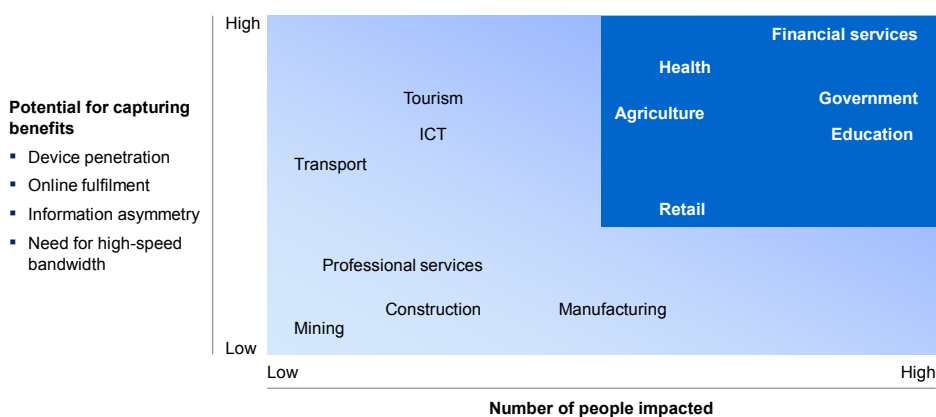 High
Financial services
Health
Potential for capturing
benefits
Tourism
Government
Agriculture
ICT
Education
▪ Device penetration
Transport
▪ Online fulfilment
▪ Information asymmetry
Retail
▪ Need for high-speed
bandwidth
Professional services
Construction
Manufacturing
Mining
Low
Low
High
Number of people impacted